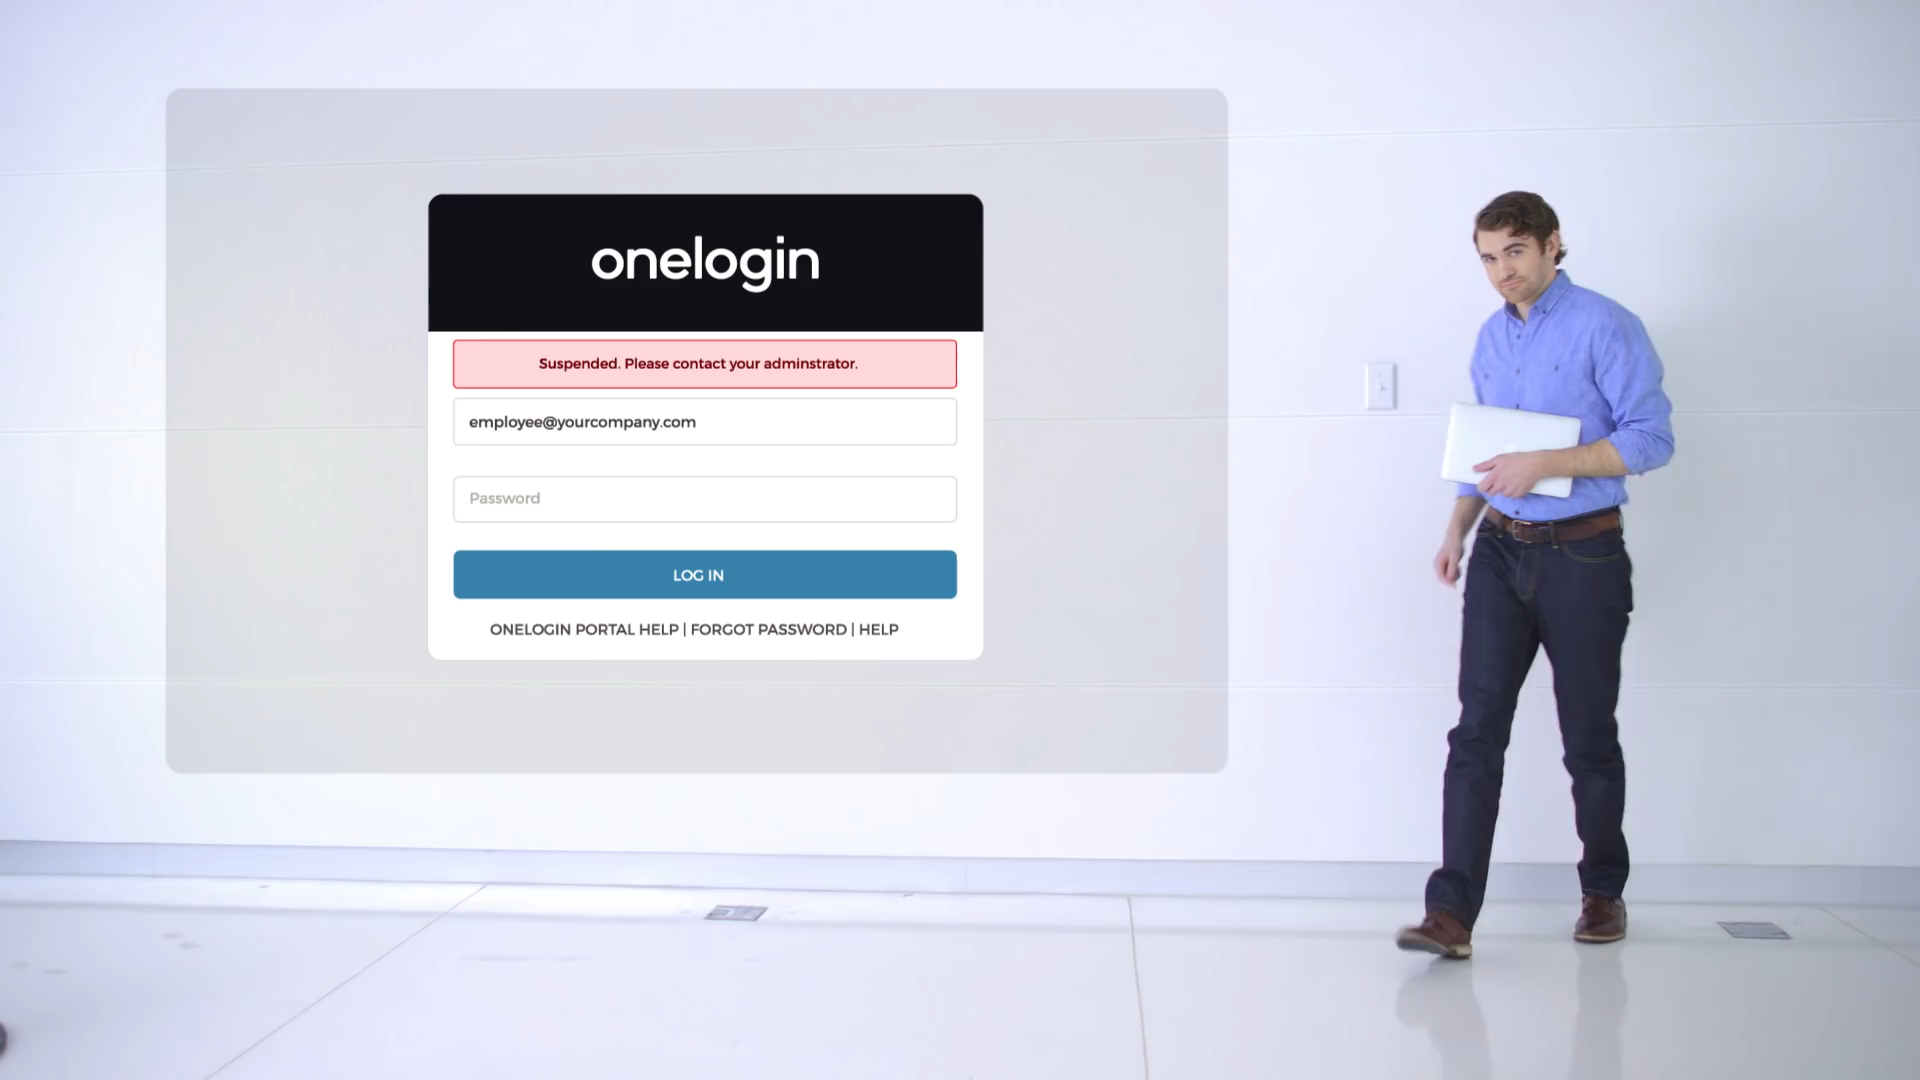 onelogin
Suspended. Please contact your adminstrator.
employee@yourcompany.com
Password
LOG IN
ONELOGIN PORTAL HELP | FORGOT PASSWORD | HELP